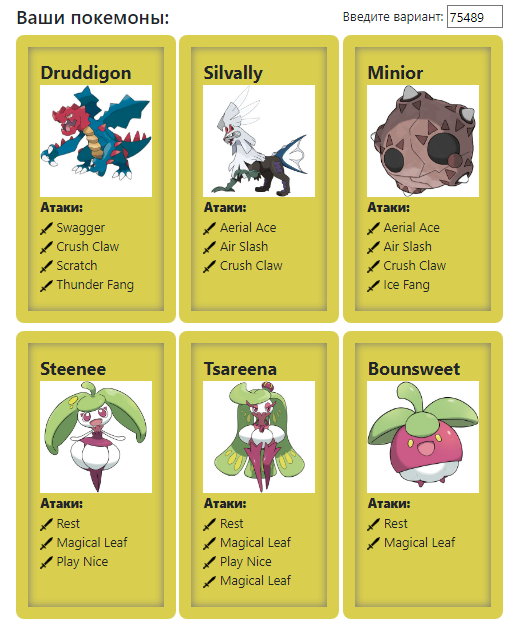 Ваши покемоны:
Введите вариант: 75489
Druddigon
Атаки:
Swagger
Crush Claw
Scratch
Thunder Fang
Silvally
Атаки:
Aerial Ace
Air Slash
Crush Claw
Minior
Атаки:
Aerial Ace
Air Slash
Crush Claw
Ice Fang
Steenee
Атаки:
Rest
Magical Leaf
Play Nice
Tsareena
Атаки:
Rest
Magical Leaf
Play Nice
Magical Leaf
Bounsweet
Атаки:
Rest
Magical Leaf